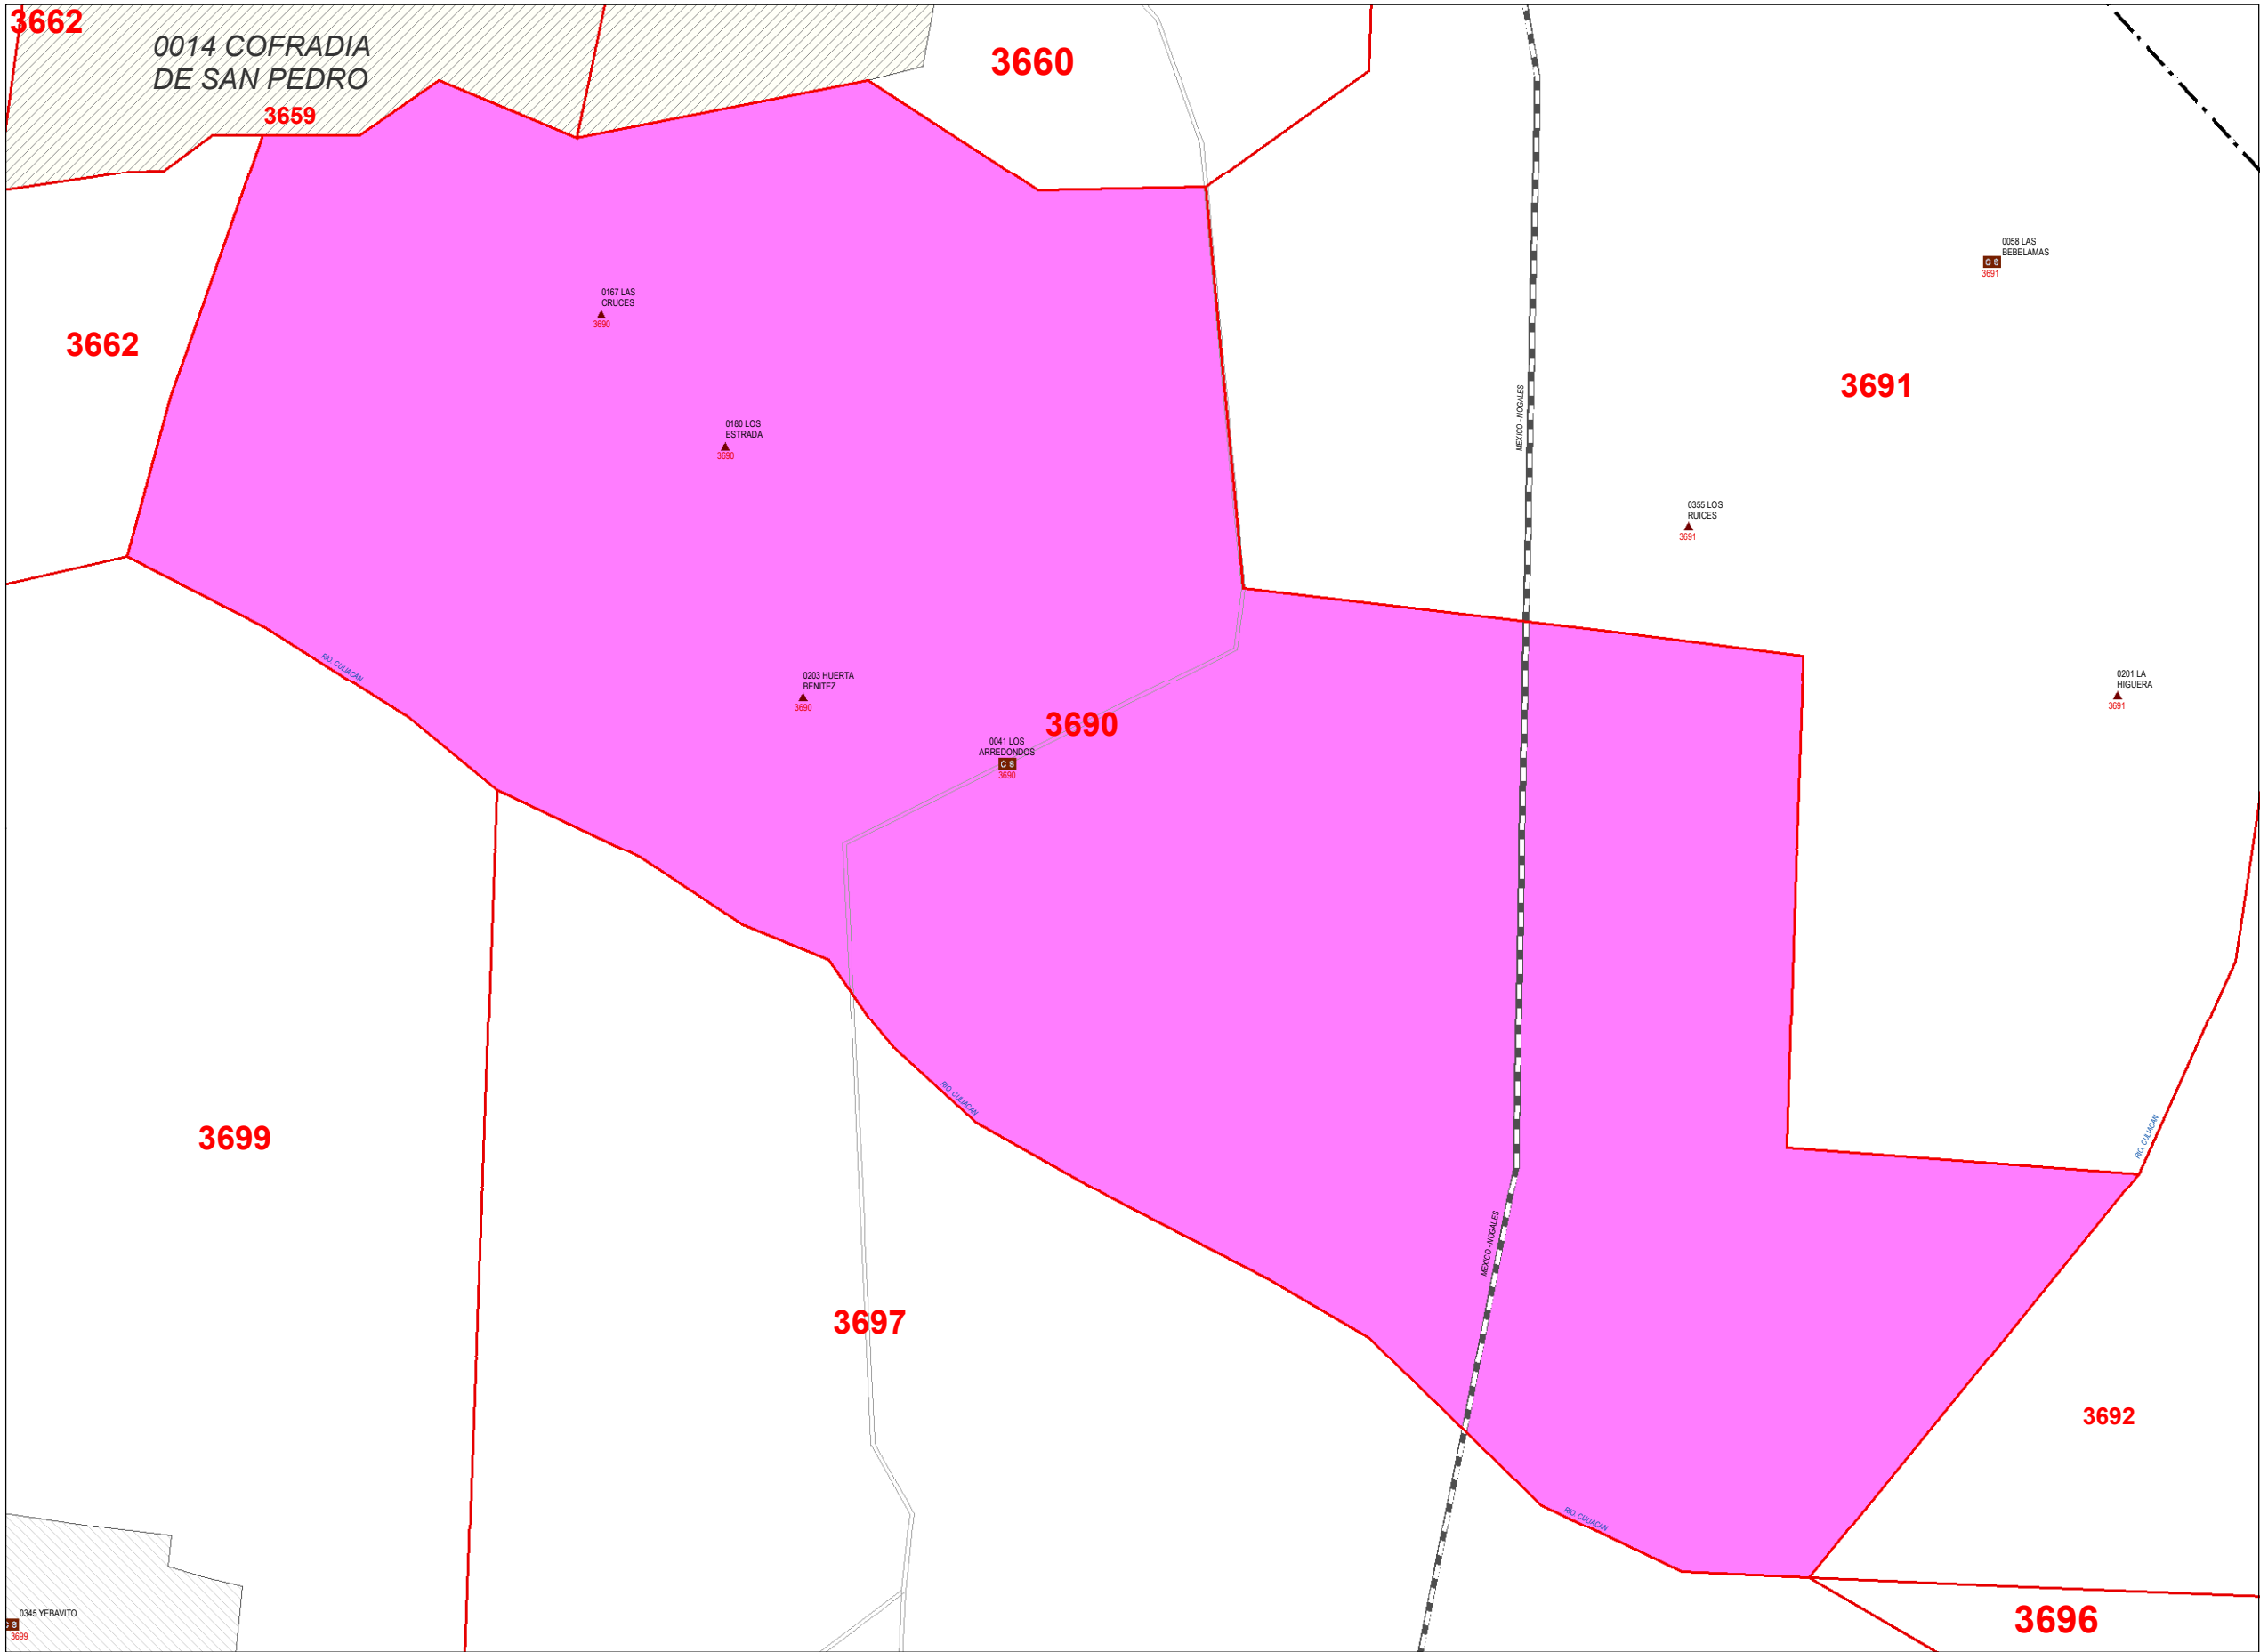 3662
0014 COFRADIA
DE SAN PEDRO
3660
3659
0058 LAS
BEBELAMAS
C S
3691
0167 LAS
CRUCES
3690
3662
3691
MEXICO - NOGALES
0180 LOS
ESTRADA
3690
0355 LOS
RUICES
3691
RIO. CULIACAN
0203 HUERTA
BENITEZ
3690
0201 LA
HIGUERA
3691
3690
0041 LOS
ARREDONDOS
C S
3690
RIO. CULIACAN
3699
RIO. CULIACAN
MEXICO - NOGALES
3697
3692
RIO. CULIACAN
0345 YEBAVITO
C S
3699
3696